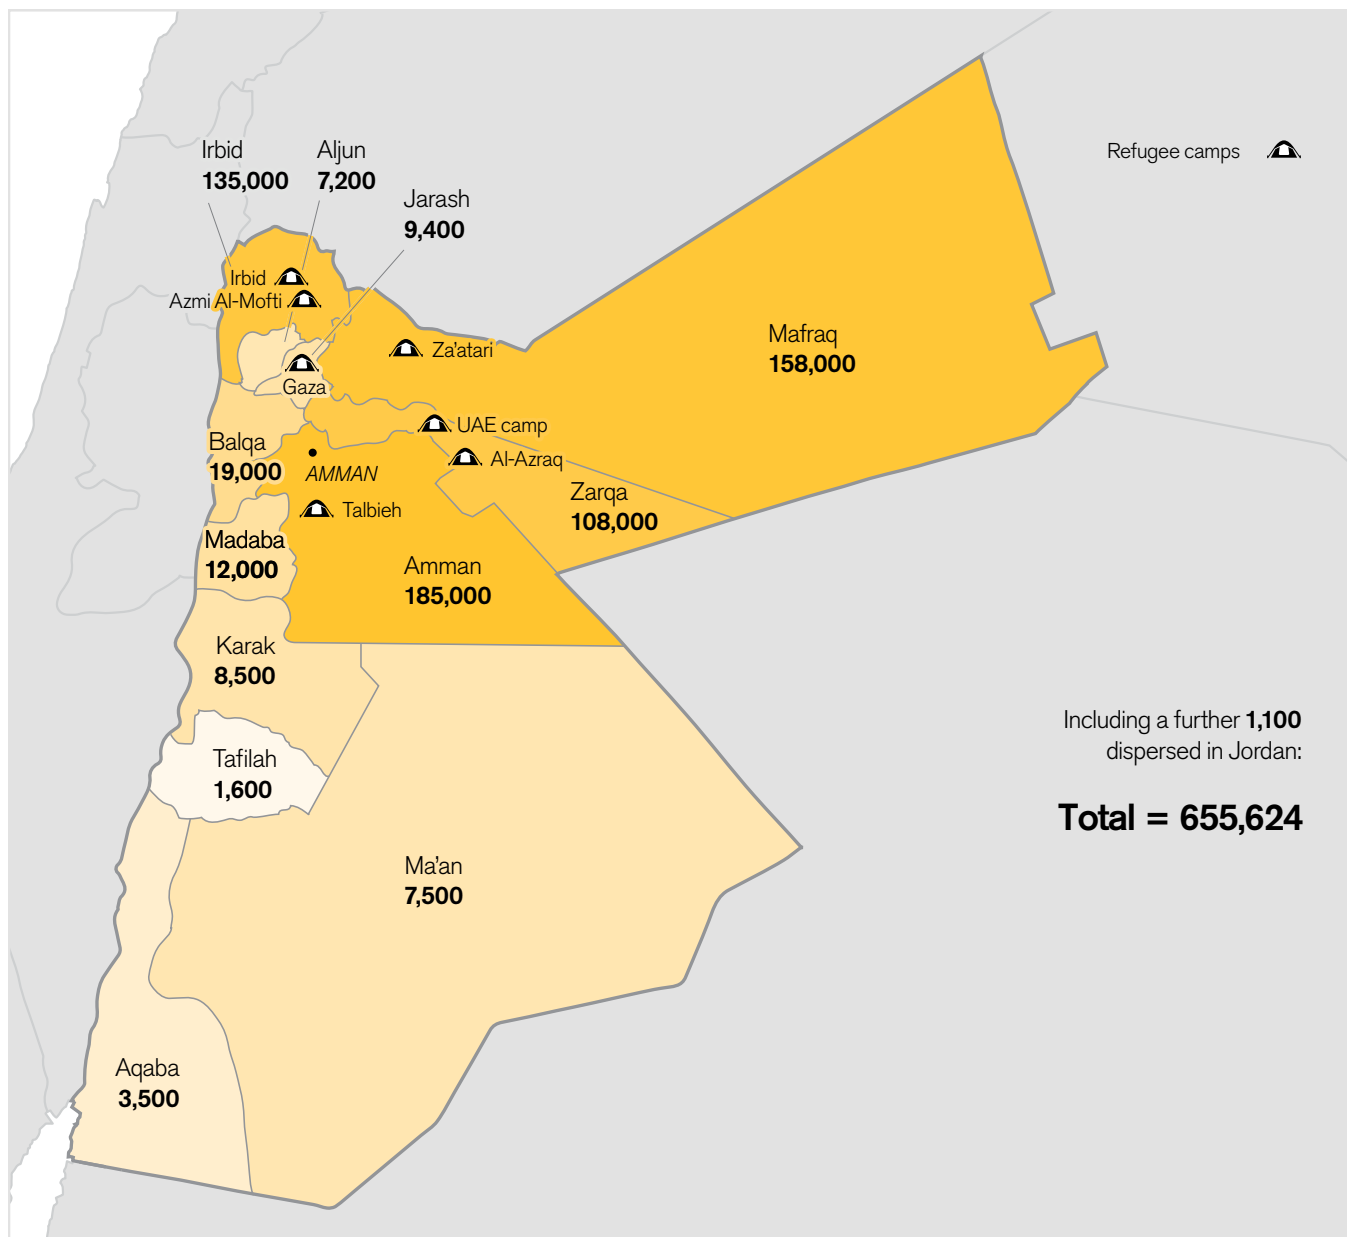 Irbid
135,000
Aljun
7,200
Jarash
9,400
Refugee camps
Irbid
Azmi Al-Mofti
Za'atari
Mafraq
158,000
Gaza
UAE camp
Balqa
19,000
AMMAN
Al-Azraq
Zarqa
108,000
Talbieh
Madaba
12,000
Amman
185,000
Karak
8,500
Tafilah
1,600
Including a further 1,100
dispersed in Jordan:
Total = 655,624
Ma'an
7,500
Aqaba
3,500